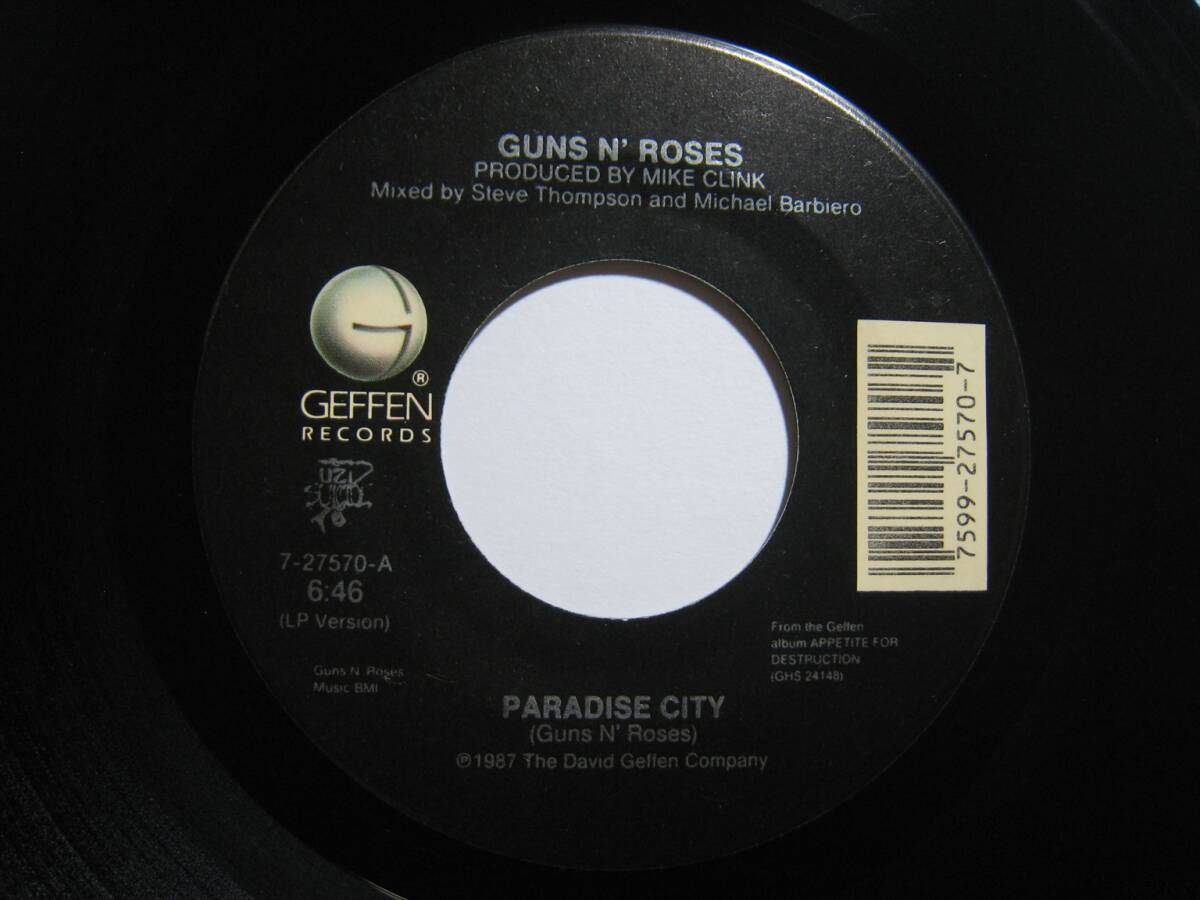 GUNS N' ROSES
PRODUCED BY MIKE CLINK
Mixed by Steve Thompson and Michael Barbiero
GEFFEN®
RECORDS
7-27570-A
6:46
(LP Version)
Guns N' Roses
Music BMI
7599-27570-7
From the Geffen
album APPETITE FOR
DESTRUCTION
(GHS 24148)
PARADISE CITY
(Guns N' Roses)
℗1987 The David Geffen Company